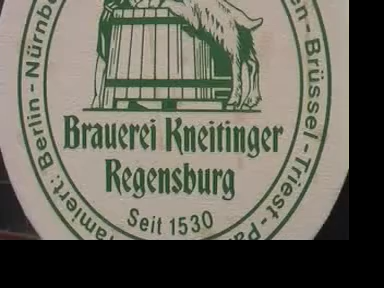 Brauerei Kneitinger
Regensburg
Seit 1530
Berlin - Nürnb
Brüssel - Triest -